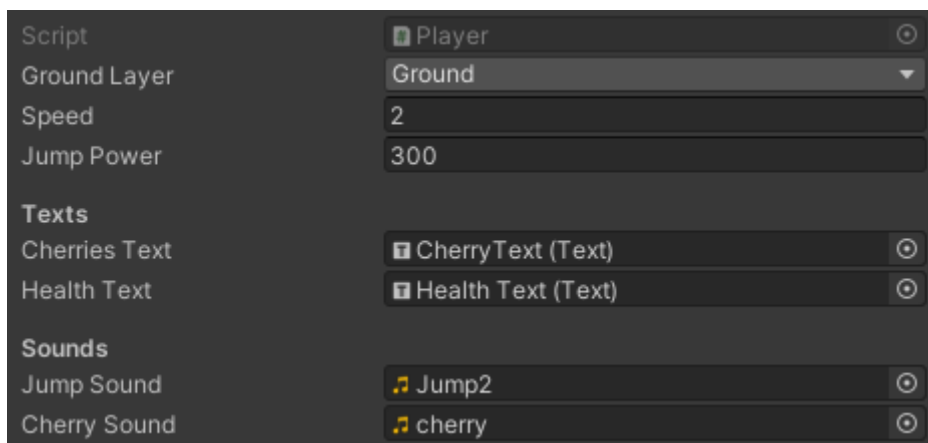 Script Player
Ground Layer Ground
Speed 2
Jump Power 300
Texts
Cherries Text CherryText (Text)
Health Text Health Text (Text)
Sounds
Jump Sound Jump2
Cherry Sound cherry